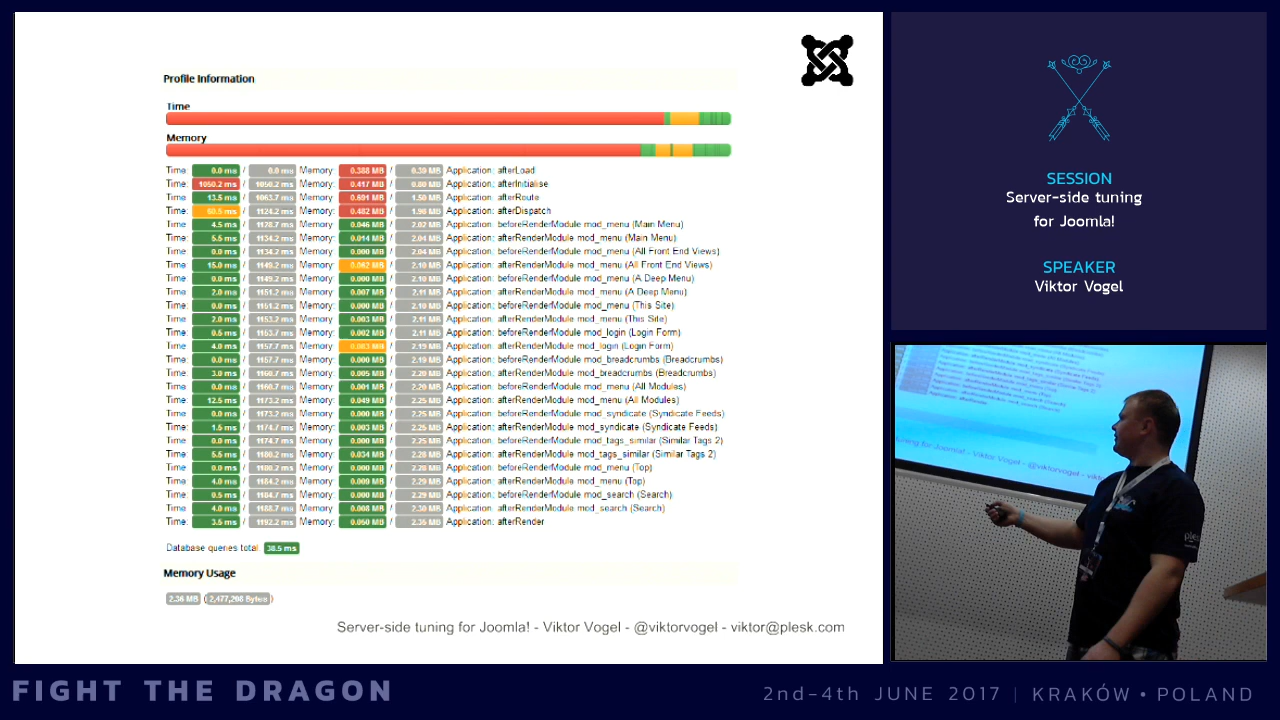 Profile Information
Time
Memory
Time: 0.0 ms / 0.0 ms Memory: 0.388 MB / 0.39 MB Application: afterLoad
Time: 1050.2 ms / 1050.2 ms Memory: 0.417 MB / 0.80 MB Application: afterInitialise
Time: 13.5 ms / 1063.7 ms Memory: 0.691 MB / 1.50 MB Application: afterRoute
Time: 60.5 ms / 1124.2 ms Memory: 0.482 MB / 1.98 MB Application: afterDispatch
Time: 4.5 ms / 1128.7 ms Memory: 0.046 MB / 2.02 MB Application: beforeRenderModule mod_menu (Main Menu)
Time: 5.5 ms / 1134.2 ms Memory: 0.014 MB / 2.04 MB Application: afterRenderModule mod_menu (Main Menu)
Time: 0.0 ms / 1134.2 ms Memory: 0.000 MB / 2.04 MB Application: beforeRenderModule mod_menu (All Front End Views)
Time: 15.0 ms / 1149.2 ms Memory: 0.062 MB / 2.10 MB Application: afterRenderModule mod_menu (All Front End Views)
Time: 0.0 ms / 1149.2 ms Memory: 0.000 MB / 2.10 MB Application: beforeRenderModule mod_menu (A Deep Menu)
Time: 2.0 ms / 1151.2 ms Memory: 0.007 MB / 2.11 MB Application: afterRenderModule mod_menu (A Deep Menu)
Time: 0.0 ms / 1151.2 ms Memory: 0.000 MB / 2.10 MB Application: beforeRenderModule mod_menu (This Site)
Time: 2.0 ms / 1153.2 ms Memory: 0.003 MB / 2.11 MB Application: afterRenderModule mod_menu (This Site)
Time: 0.5 ms / 1153.7 ms Memory: 0.002 MB / 2.11 MB Application: beforeRenderModule mod_login (Login Form)
Time: 4.0 ms / 1157.7 ms Memory: 0.083 MB / 2.19 MB Application: afterRenderModule mod_login (Login Form)
Time: 0.0 ms / 1157.7 ms Memory: 0.000 MB / 2.19 MB Application: beforeRenderModule mod_breadcrumbs (Breadcrumbs)
Time: 3.0 ms / 1160.7 ms Memory: 0.005 MB / 2.20 MB Application: afterRenderModule mod_breadcrumbs (Breadcrumbs)
Time: 0.0 ms / 1160.7 ms Memory: 0.001 MB / 2.20 MB Application: beforeRenderModule mod_menu (All Modules)
Time: 12.5 ms / 1173.2 ms Memory: 0.049 MB / 2.25 MB Application: afterRenderModule mod_menu (All Modules)
Time: 0.0 ms / 1173.2 ms Memory: 0.000 MB / 2.25 MB Application: beforeRenderModule mod_syndicate (Syndicate Feeds)
Time: 1.5 ms / 1174.7 ms Memory: 0.003 MB / 2.25 MB Application: afterRenderModule mod_syndicate (Syndicate Feeds)
Time: 0.0 ms / 1174.7 ms Memory: 0.000 MB / 2.25 MB Application: beforeRenderModule mod_tags_similar (Similar Tags 2)
Time: 5.5 ms / 1180.2 ms Memory: 0.034 MB / 2.28 MB Application: afterRenderModule mod_tags_similar (Similar Tags 2)
Time: 0.0 ms / 1180.2 ms Memory: 0.000 MB / 2.28 MB Application: beforeRenderModule mod_menu (Top)
Time: 4.0 ms / 1184.2 ms Memory: 0.009 MB / 2.29 MB Application: afterRenderModule mod_menu (Top)
Time: 0.5 ms / 1184.7 ms Memory: 0.000 MB / 2.29 MB Application: beforeRenderModule mod_search (Search)
Time: 4.0 ms / 1188.7 ms Memory: 0.008 MB / 2.30 MB Application: afterRenderModule mod_search (Search)
Time: 3.5 ms / 1192.2 ms Memory: 0.050 MB / 2.35 MB Application: afterRender
Database queries total: 38.5 ms
Memory Usage
2.36 MB (2,477,208 Bytes)
Server-side tuning for Joomla! - Viktor Vogel - @viktorvogel - viktor@plesk.com
SESSION
Server-side tuning
for Joomla!
SPEAKER
Viktor Vogel
FIGHT THE DRAGON
2nd-4th JUNE 2017 | KRAKÓW • POLAND